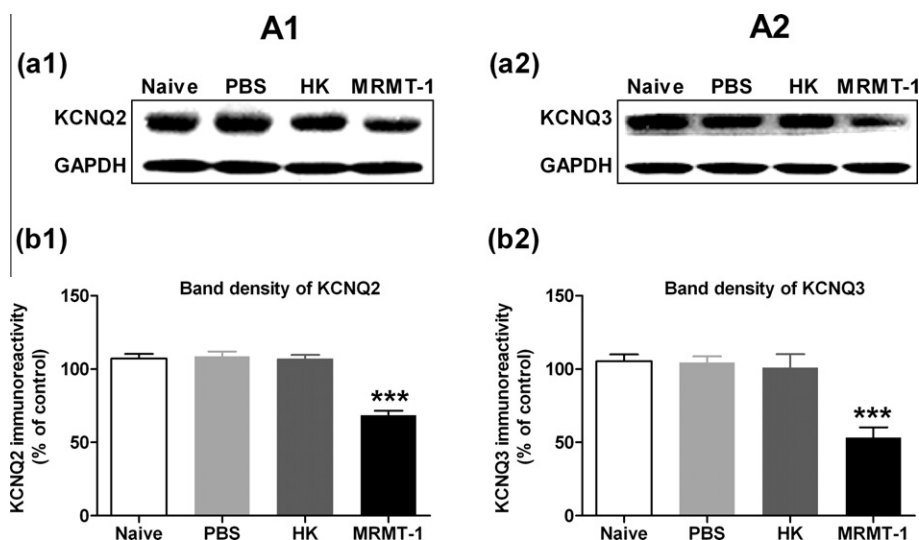 A1
A2
(a1)
Naive PBS HK MRMT-1
KCNQ2
GAPDH
(a2)
Naive PBS HK MRMT-1
KCNQ3
GAPDH
(b1)
Band density of KCNQ2
KCNQ2 immunoreactivity
(% of control)
150
100
50
0
***
Naive PBS HK MRMT-1
(b2)
Band density of KCNQ3
KCNQ3 immunoreactivity
(% of control)
150
100
50
0
***
Naive PBS HK MRMT-1